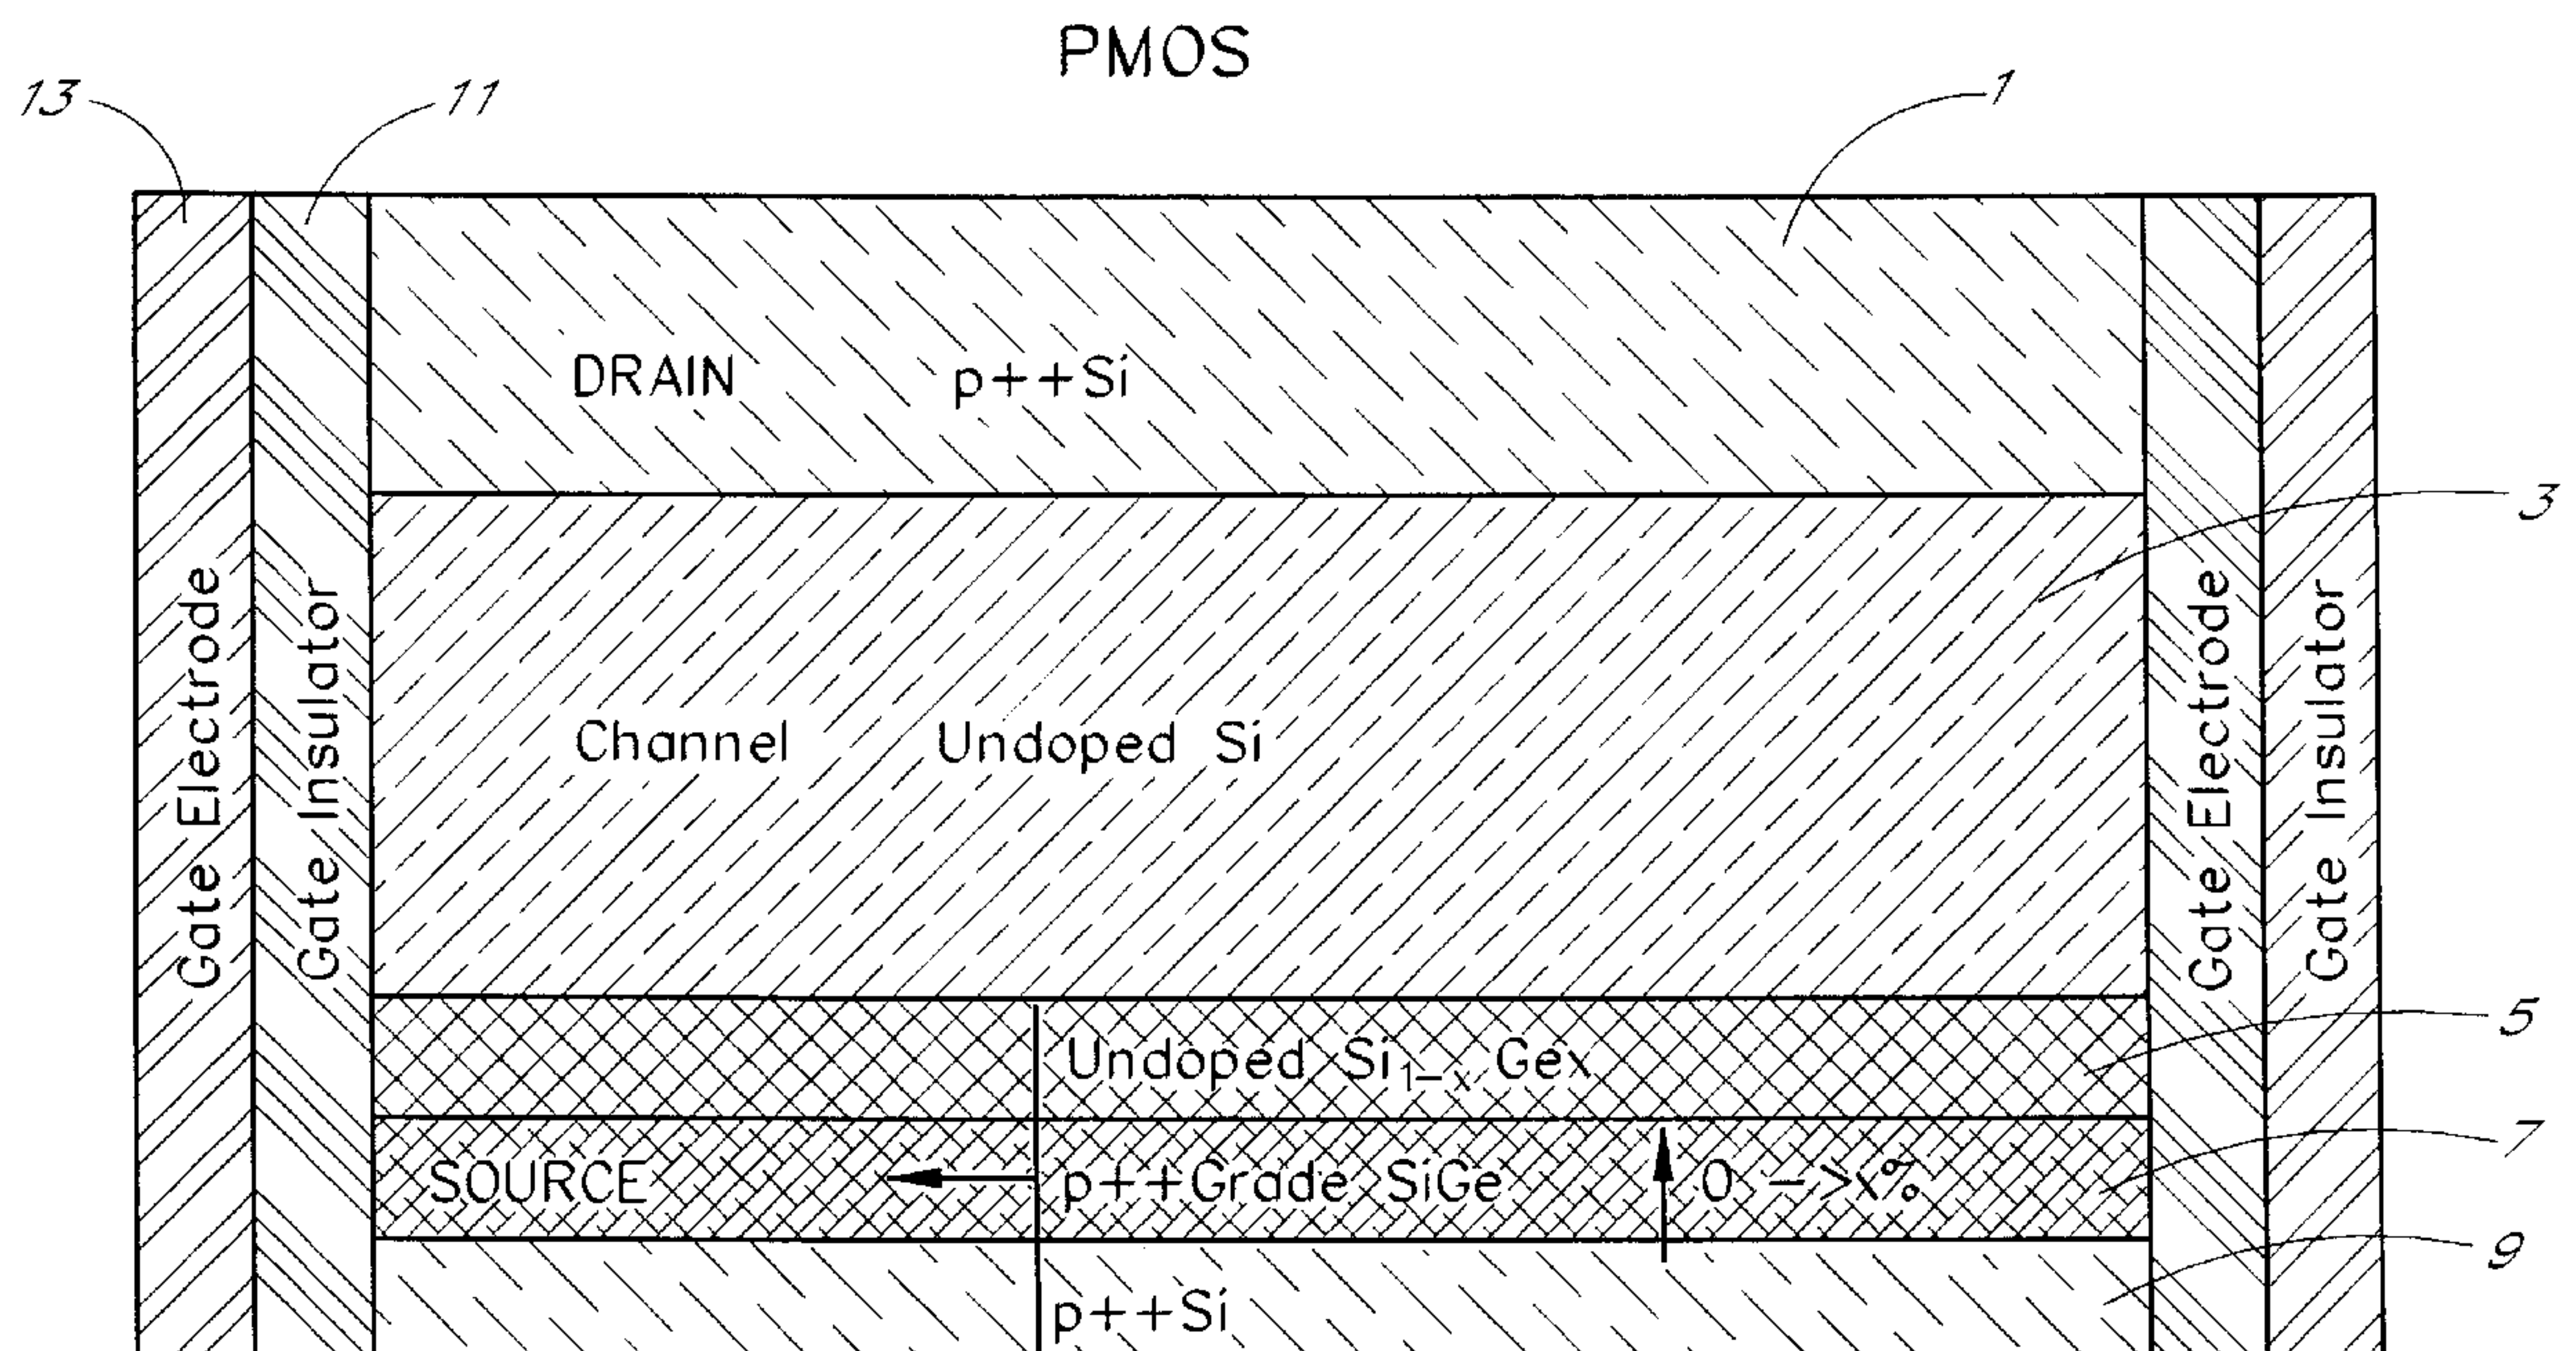 PMOS
13
11
1
DRAIN p++Si
3
Gate Electrode
Gate Insulator
Channel Undoped Si
Gate Electrode
Gate Insulator
Undoped Si1-x Gex
5
SOURCE p++Grade SiGe 0->x%
7
9
p++Si